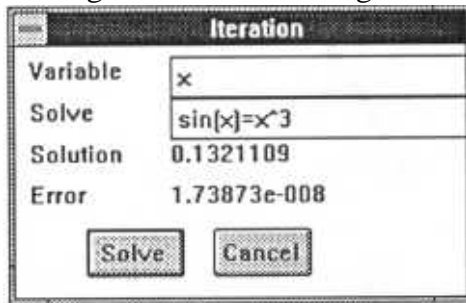 Iteration
Variable x
Solve sin(x)=x^3
Solution 0.1321109
Error 1.73873e-008
Solve Cancel